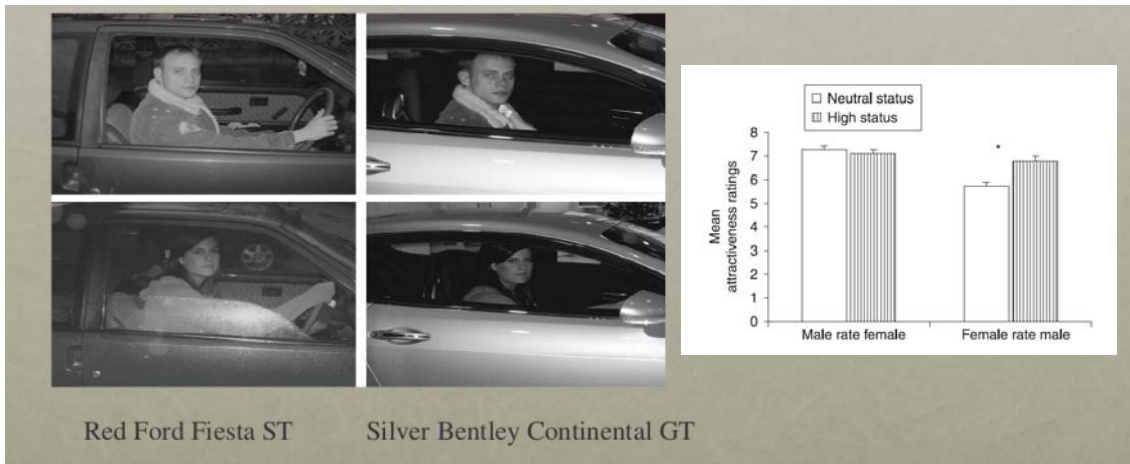 Neutral status
High status
8
7
6
5
4
3
2
1
0
Mean
attractiveness ratings
*
Male rate female
Female rate male
Red Ford Fiesta ST
Silver Bentley Continental GT